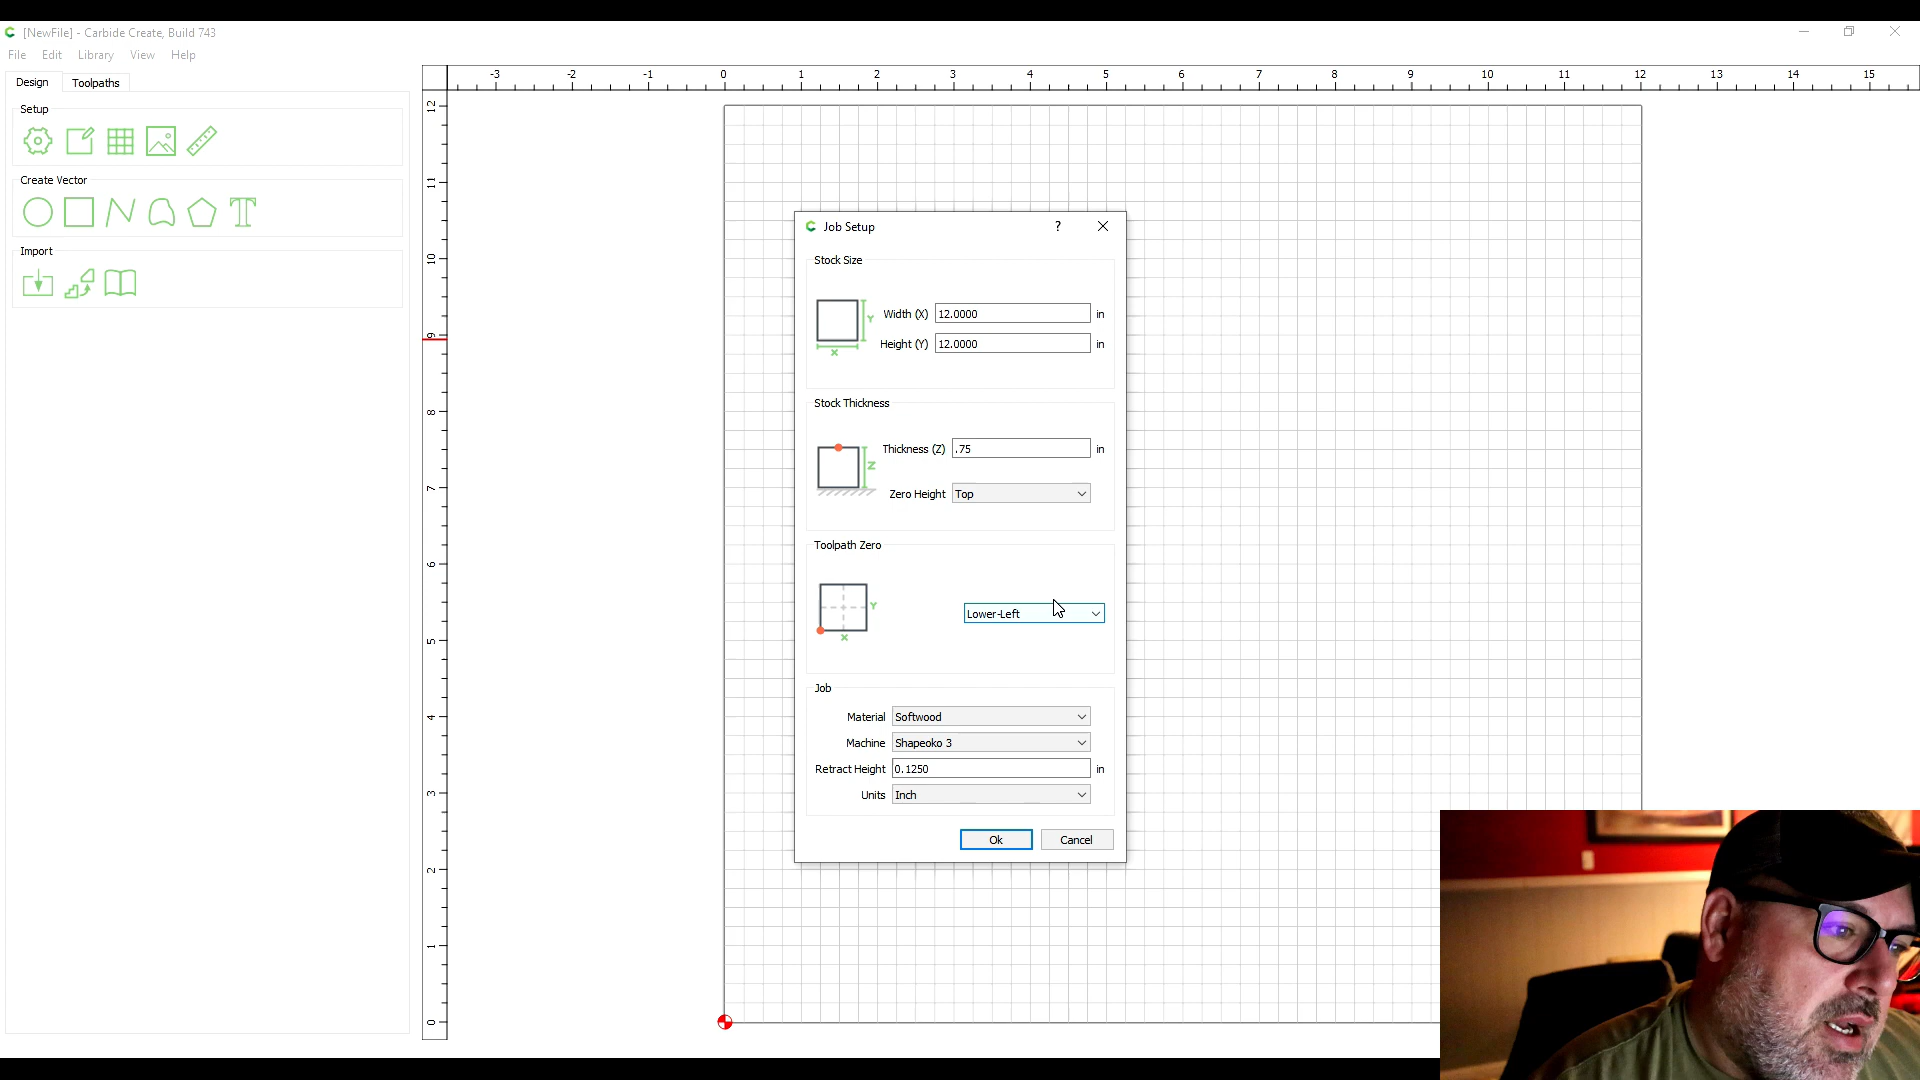 [NewFile] - Carbide Create, Build 743
File Edit Library View Help
Design Toolpaths
Setup
Create Vector
Import
-3 -2 -1 0 1 2 3 4 5 6 7 8 9 10 11 12 13 14 15
12
11
10
9
8
7
6
5
4
3
2
1
0
Job Setup ?
Stock Size
Width (X) 12.0000 in
Y
Height (Y) 12.0000 in
X
Stock Thickness
Thickness (Z) .75 in
Z
Zero Height Top
Toolpath Zero
Y
Lower-Left
X
Job
Material Softwood
Machine Shapeoko 3
Retract Height 0.1250 in
Units Inch
Ok Cancel